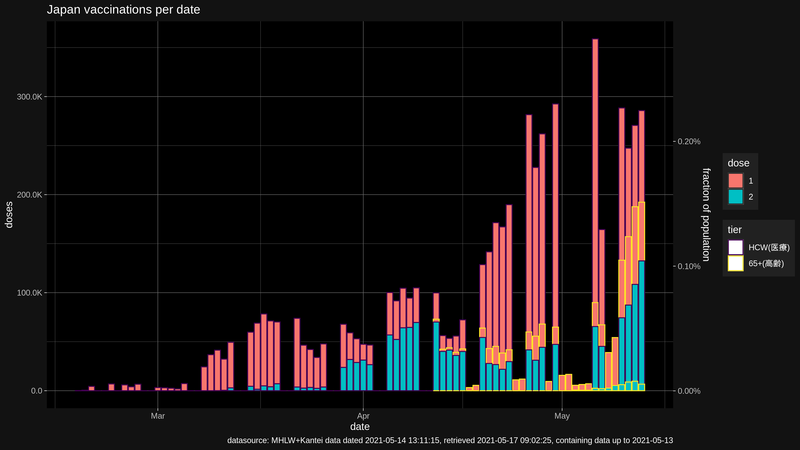 Japan vaccinations per date
300.0K
200.0K
100.0K
0.0
doses
0.20%
0.10%
0.00%
fraction of population
Mar
Apr
May
date
dose
1
2
tier
HCW(医療)
65+(高齢)
datasource: MHLW+Kantei data dated 2021-05-14 13:11:15, retrieved 2021-05-17 09:02:25, containing data up to 2021-05-13